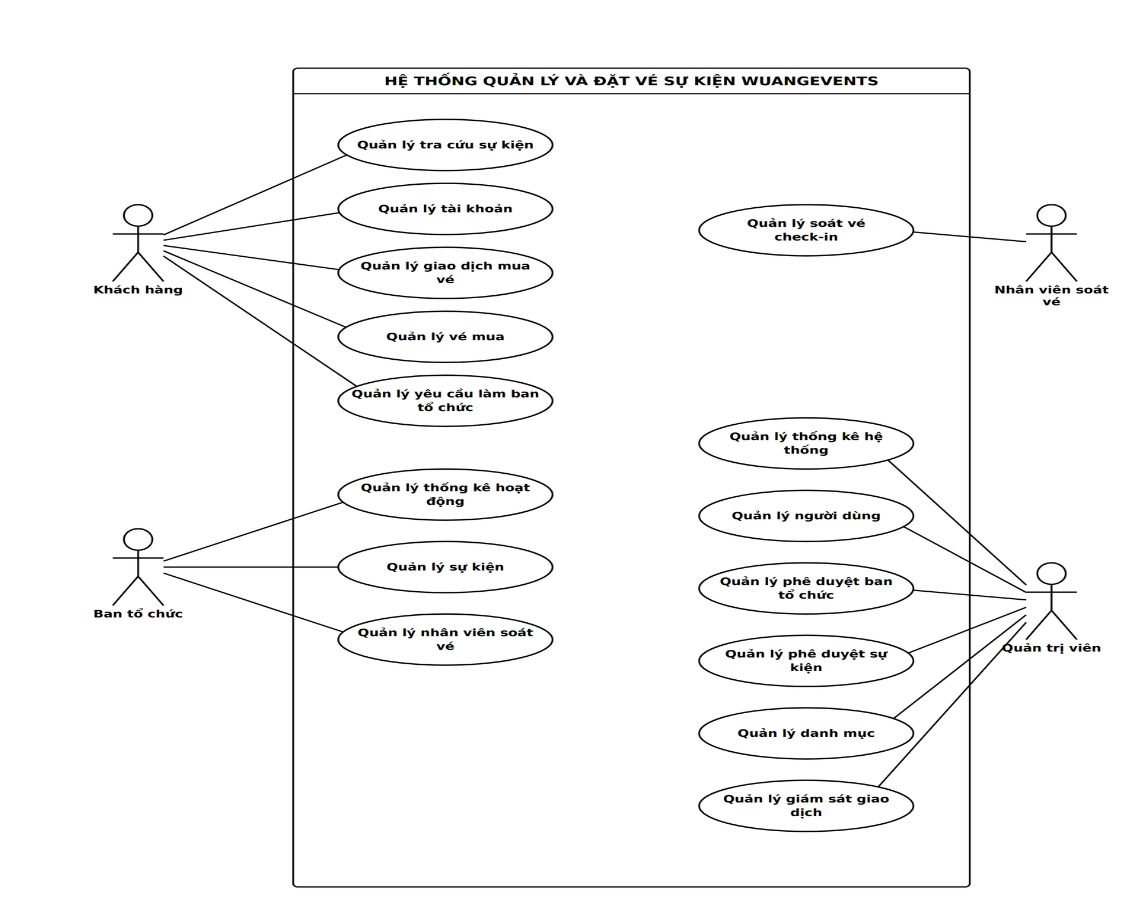 HỆ THỐNG QUẢN LÝ VÀ ĐẶT VÉ SỰ KIỆN WUANGEVENTS
Quản lý tra cứu sự kiện
Quản lý tài khoản
Quản lý giao dịch mua
vé
Quản lý vé mua
Quản lý yêu cầu làm ban
tổ chức
Khách hàng
Quản lý thống kê hoạt
động
Quản lý sự kiện
Quản lý nhân viên soát
vé
Ban tổ chức
Quản lý soát vé
check-in
Nhân viên soát
vé
Quản lý thống kê hệ
thống
Quản lý người dùng
Quản lý phê duyệt ban
tổ chức
Quản lý phê duyệt sự
kiện
Quản lý danh mục
Quản lý giám sát giao
dịch
Quản trị viên